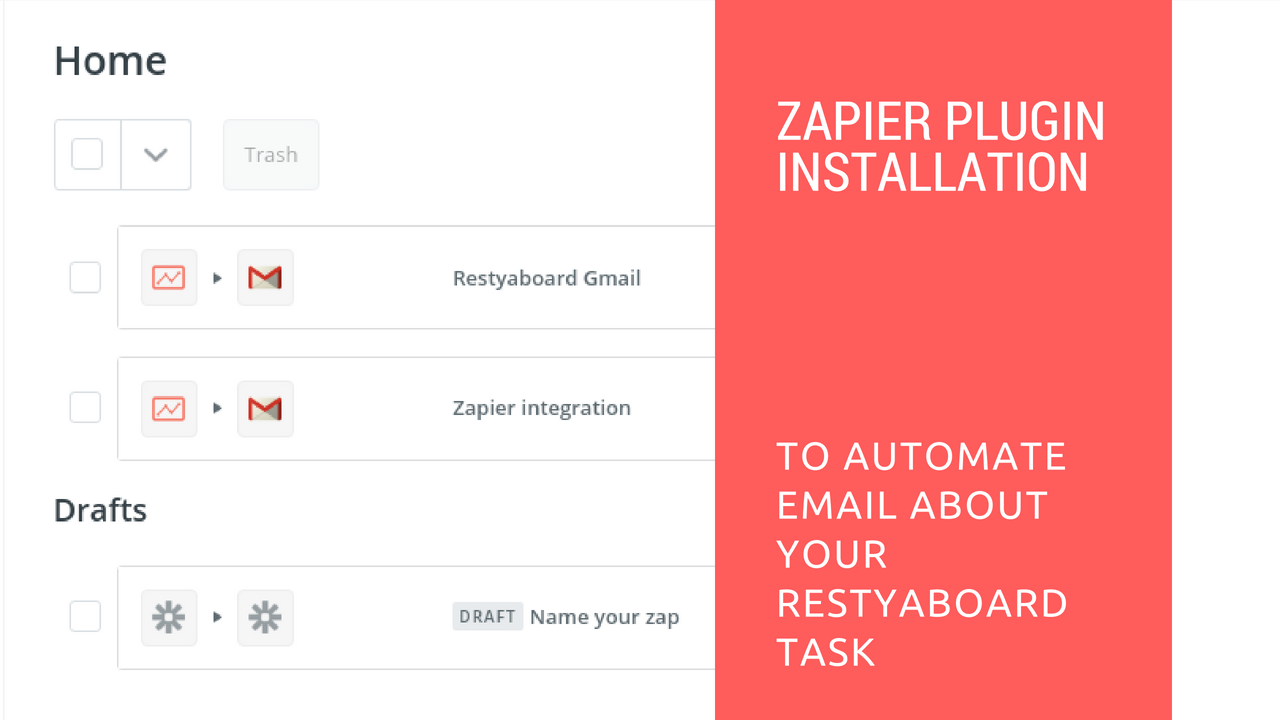 Home
Trash
Restyaboard Gmail
Zapier integration
Drafts
DRAFT Name your zap
ZAPIER PLUGIN
INSTALLATION
TO AUTOMATE
EMAIL ABOUT
YOUR
RESTYABOARD
TASK